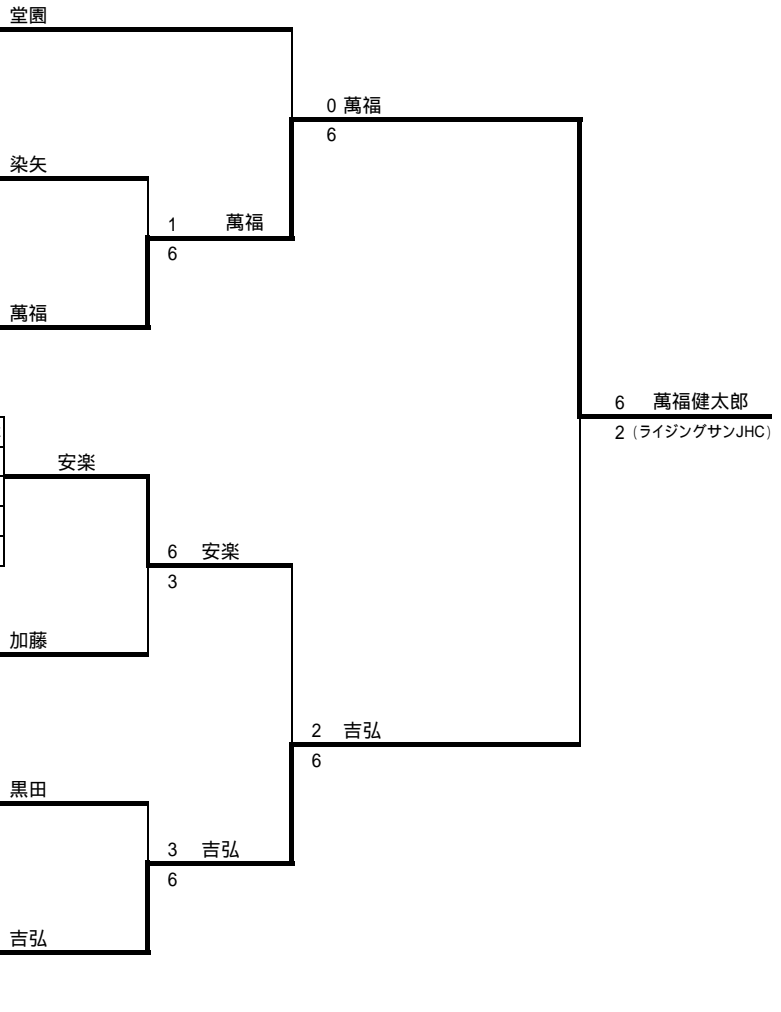 堂園
0 萬福
6
染矢
1 萬福
6
萬福
6 萬福健太郎
2 (ライジングサンJHC)
安楽
6 安楽
3
加藤
2 吉弘
6
黒田
3 吉弘
6
吉弘